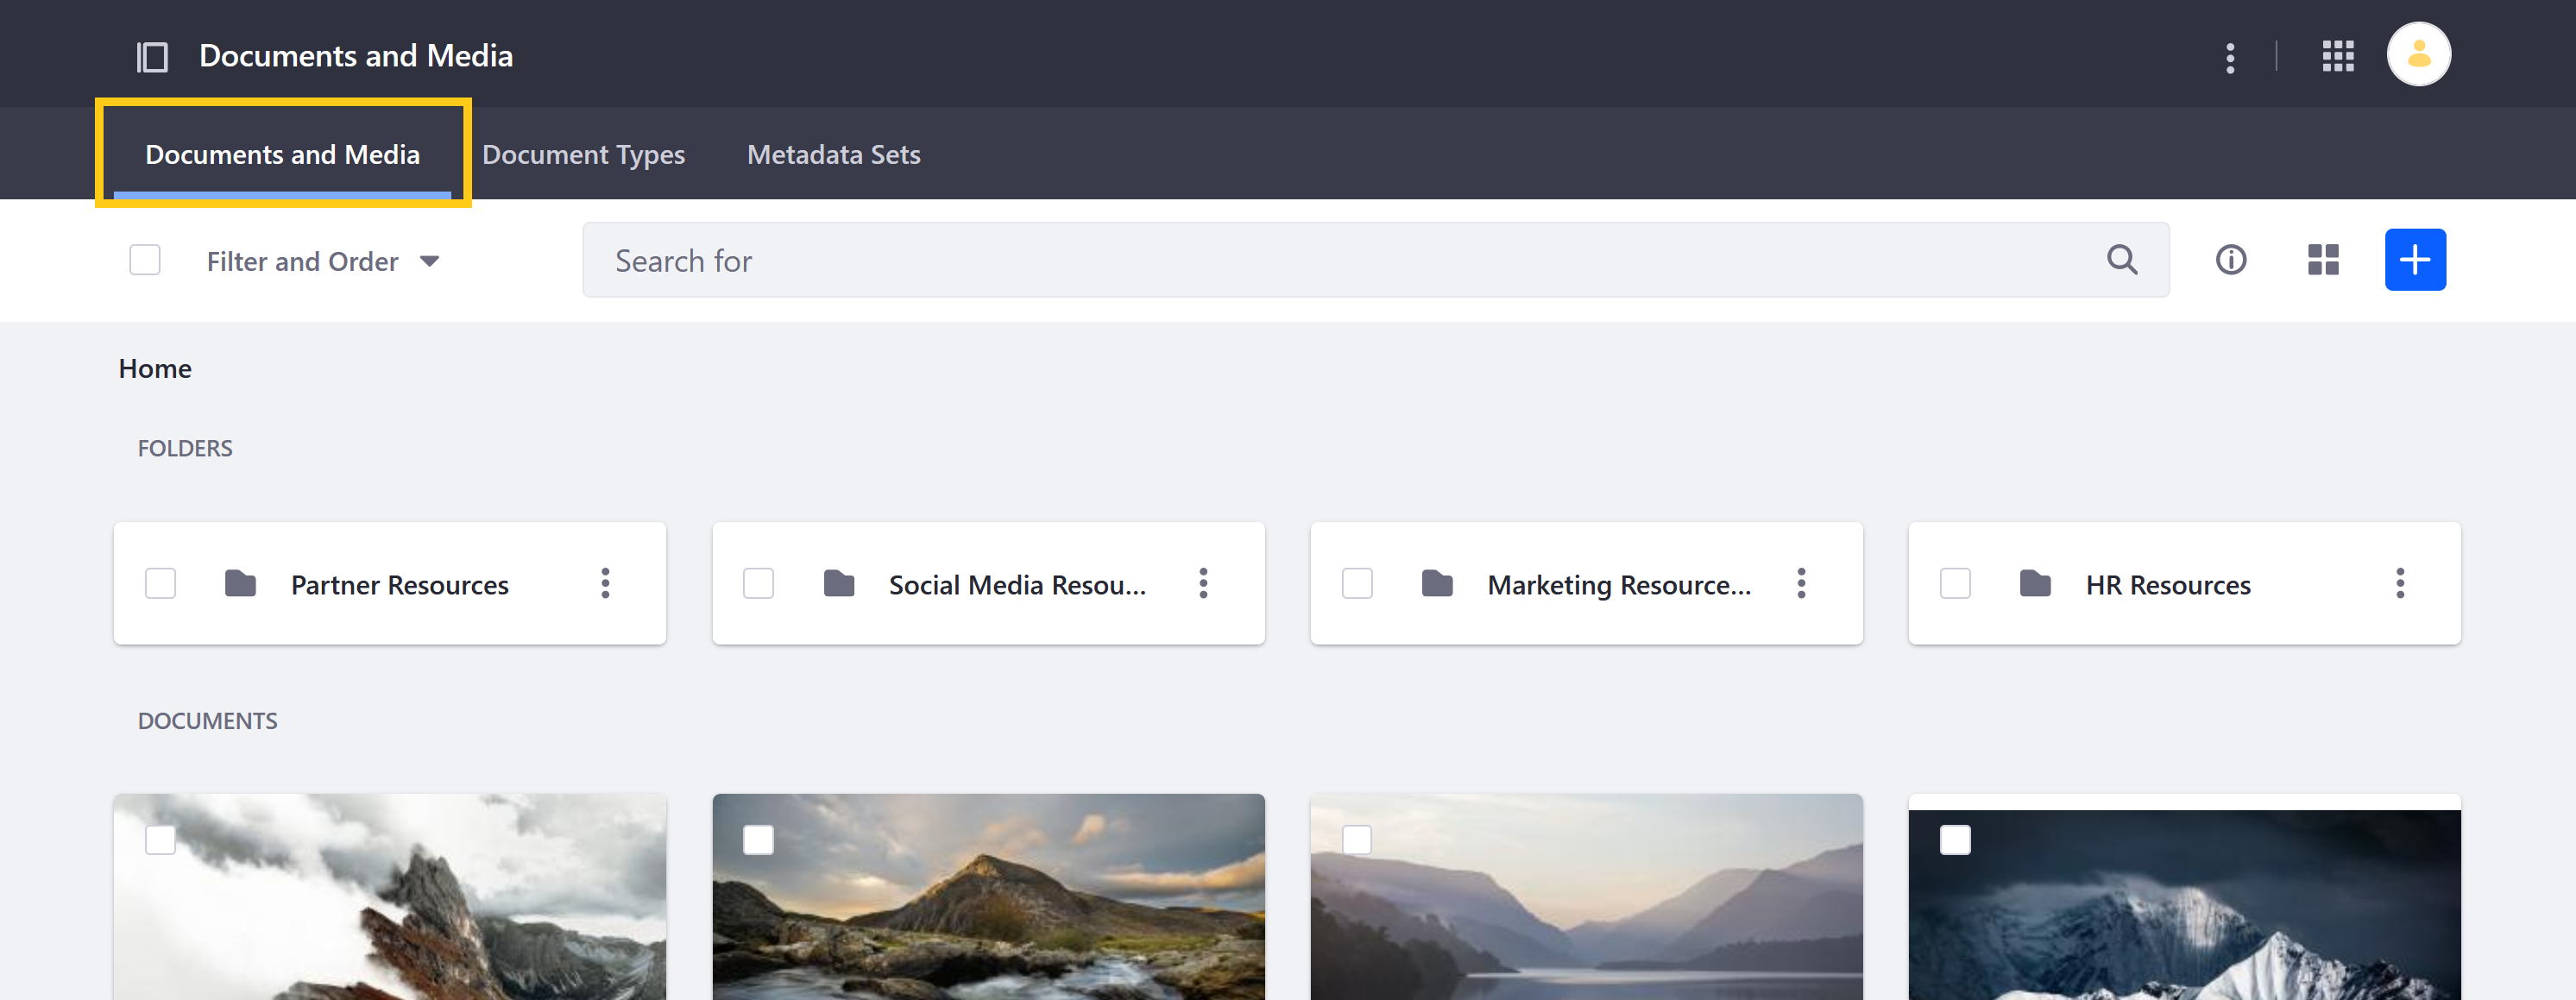 Documents and Media
Documents and Media Document Types Metadata Sets
Filter and Order Search for
Home
FOLDERS
Partner Resources Social Media Resou... Marketing Resource... HR Resources
DOCUMENTS